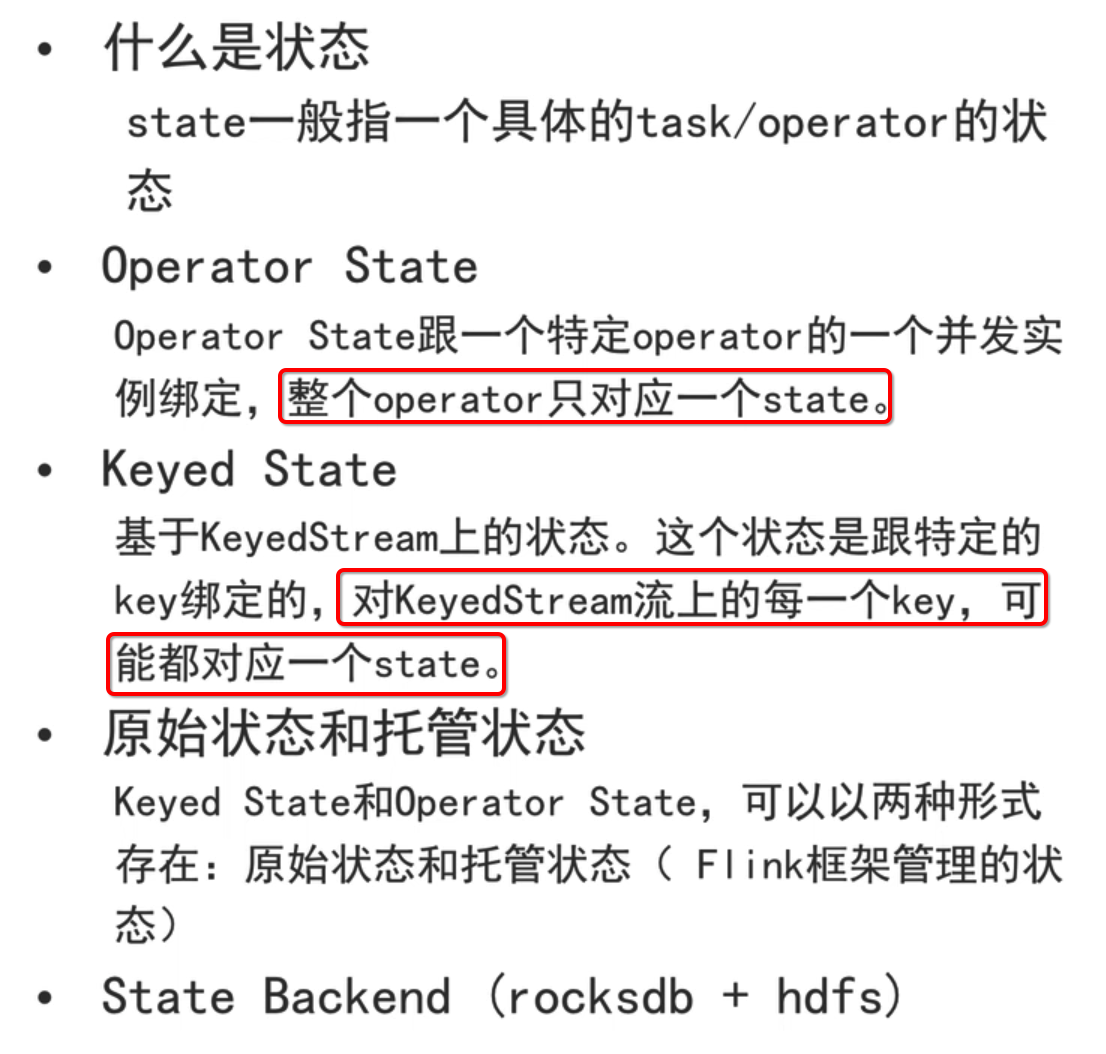 • 什么是状态
state一般指一个具体的task/operator的状
态
• Operator State
Operator State跟一个特定operator的一个并发实
例绑定，整个operator只对应一个state。
• Keyed State
基于KeyedStream上的状态。这个状态是跟特定的
key绑定的，对KeyedStream流上的每一个key，可
能都对应一个state。
• 原始状态和托管状态
Keyed State和Operator State，可以以两种形式
存在：原始状态和托管状态（ Flink框架管理的状
态）
• State Backend (rocksdb + hdfs)